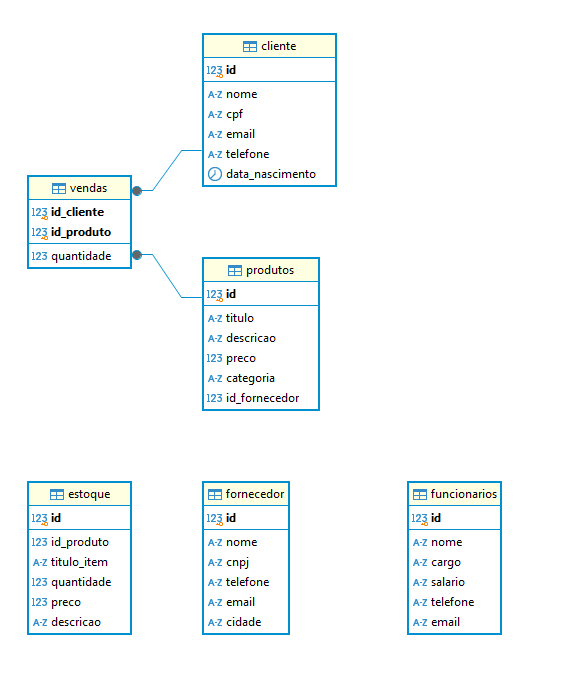 cliente
123 id
A-Z nome
A-Z cpf
A-Z email
A-Z telefone
data_nascimento
vendas
123 id_cliente
123 id_produto
123 quantidade
produtos
123 id
A-Z titulo
A-Z descricao
123 preco
A-Z categoria
123 id_fornecedor
estoque
123 id
123 id_produto
A-Z titulo_item
123 quantidade
123 preco
A-Z descricao
fornecedor
123 id
A-Z nome
A-Z cnpj
A-Z telefone
A-Z email
A-Z cidade
funcionarios
123 id
A-Z nome
A-Z cargo
A-Z salario
A-Z telefone
A-Z email